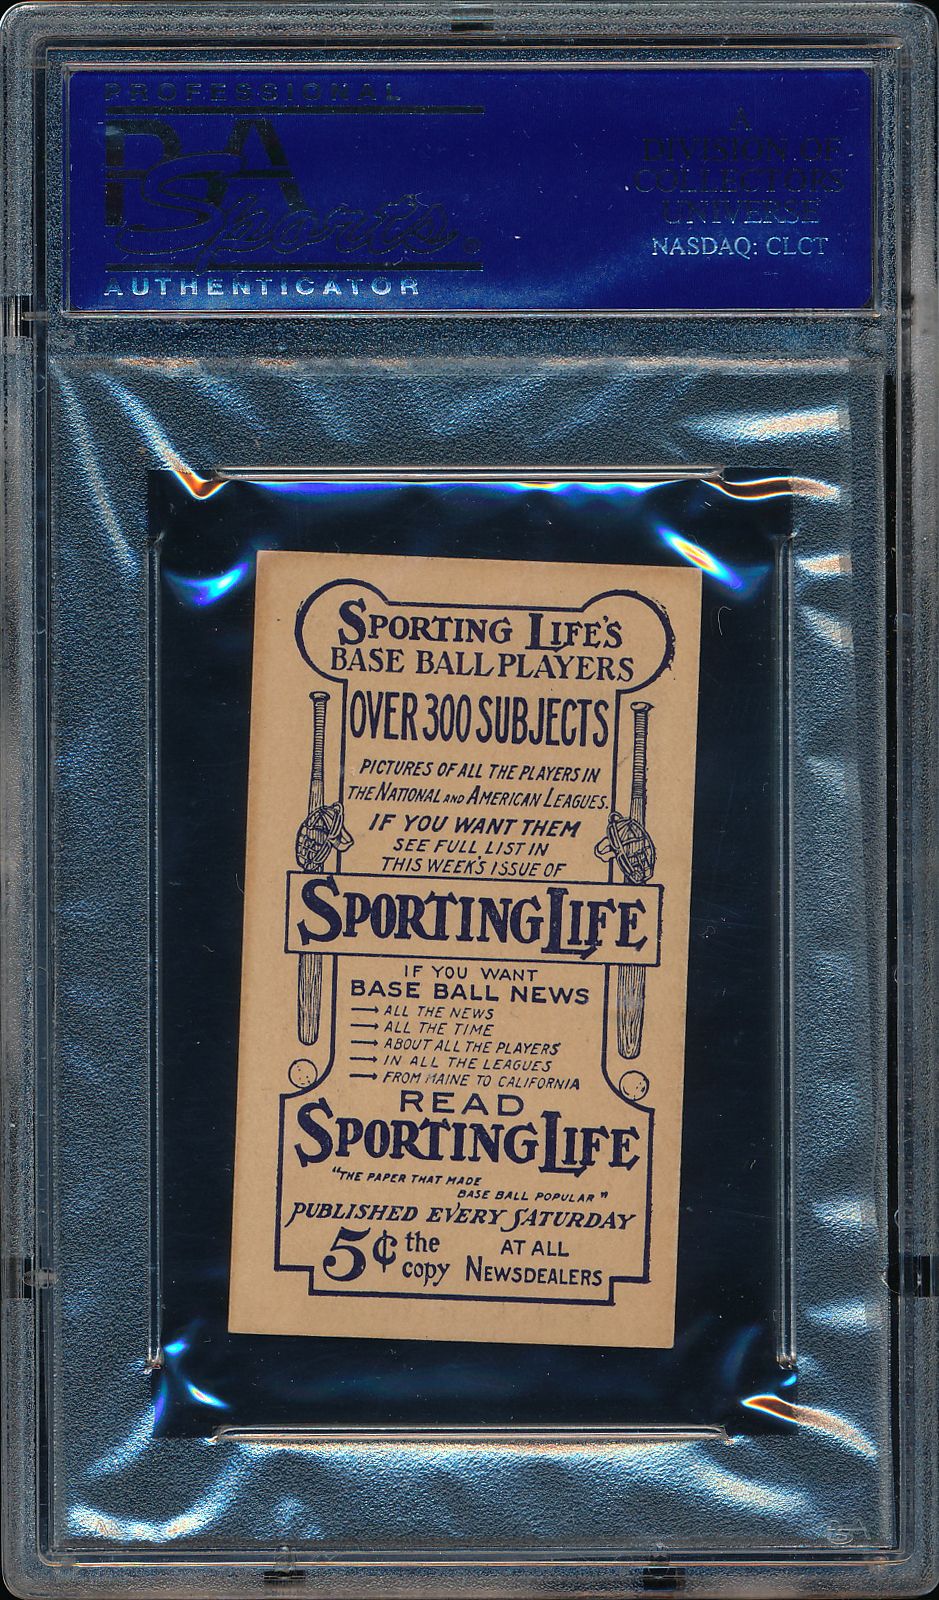 PROFESSIONAL
PSA
Sports
AUTHENTICATOR
A
DIVISION OF
COLLECTORS
UNIVERSE
NASDAQ: CLCT
SPORTING LIFE'S
BASE BALL PLAYERS
OVER 300 SUBJECTS
PICTURES OF ALL THE PLAYERS IN
THE NATIONAL AND AMERICAN LEAGUES.
IF YOU WANT THEM
SEE FULL LIST IN
THIS WEEK'S ISSUE OF
SPORTING LIFE
IF YOU WANT
BASE BALL NEWS
→ ALL THE NEWS
→ ALL THE TIME
→ ABOUT ALL THE PLAYERS
→ IN ALL THE LEAGUES
→ FROM MAINE TO CALIFORNIA
READ
SPORTING LIFE
"THE PAPER THAT MADE
BASE BALL POPULAR"
PUBLISHED EVERY SATURDAY
5¢ the copy AT ALL NEWSDEALERS
PSA